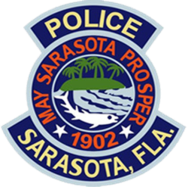 POLICE
MAY SARASOTA PROSPER
1902
SARASOTA, FLA.